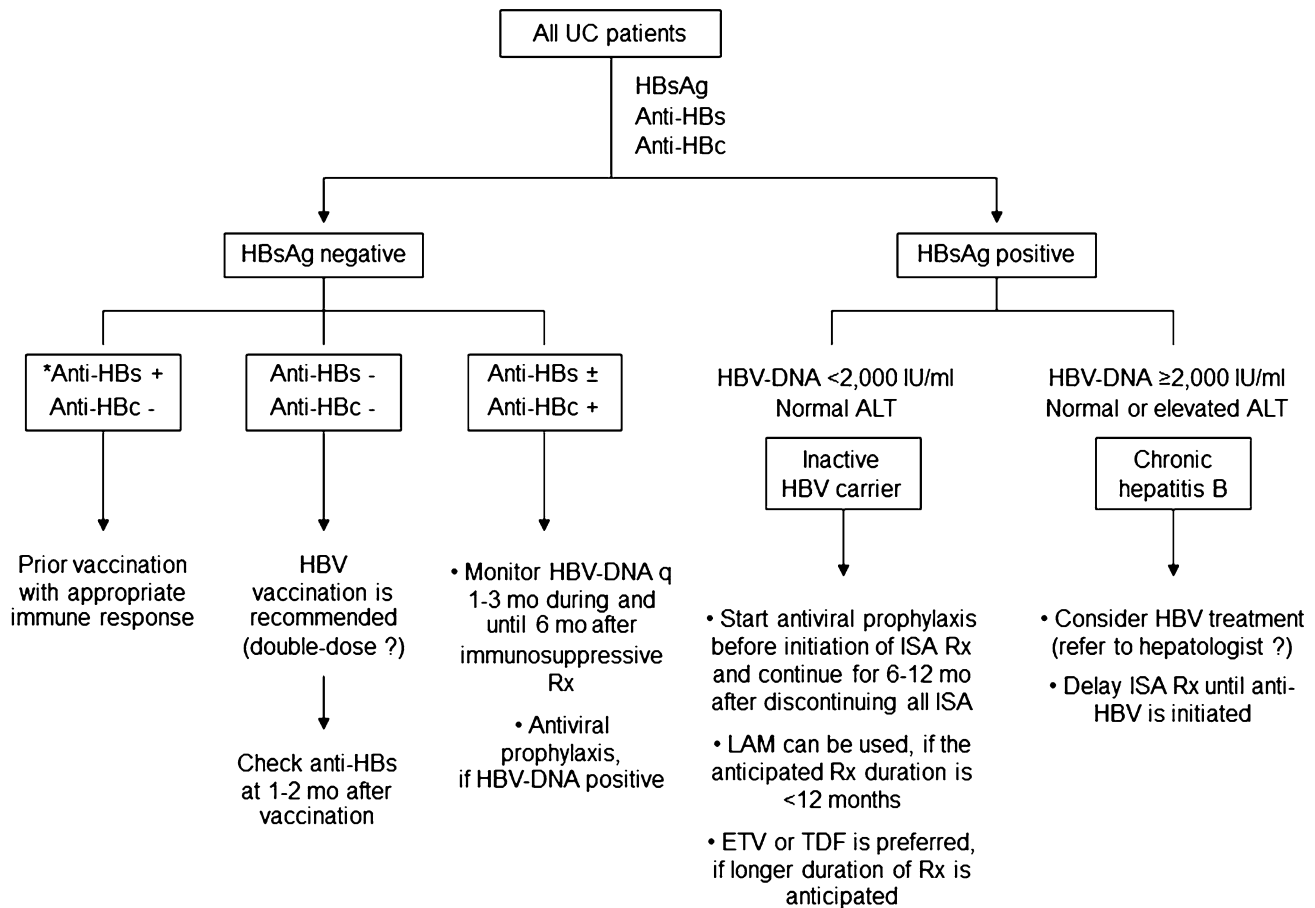 All UC patients
HBsAg
Anti-HBs
Anti-HBc
HBsAg negative
HBsAg positive
*Anti-HBs +
Anti-HBc -
Anti-HBs -
Anti-HBc -
Anti-HBs ±
Anti-HBc +
HBV-DNA <2,000 IU/ml
Normal ALT
HBV-DNA ≥2,000 IU/ml
Normal or elevated ALT
Inactive
HBV carrier
Chronic
hepatitis B
Prior vaccination
with appropriate
immune response
HBV
vaccination is
recommended
(double-dose ?)
Check anti-HBs
at 1-2 mo after
vaccination
• Monitor HBV-DNA q
1-3 mo during and
until 6 mo after
immunosuppressive
Rx
• Antiviral
prophylaxis,
if HBV-DNA positive
• Start antiviral prophylaxis
before initiation of ISA Rx
and continue for 6-12 mo
after discontinuing all ISA
• LAM can be used, if the
anticipated Rx duration is
<12 months
• ETV or TDF is preferred,
if longer duration of Rx is
anticipated
• Consider HBV treatment
(refer to hepatologist ?)
• Delay ISA Rx until anti-
HBV is initiated